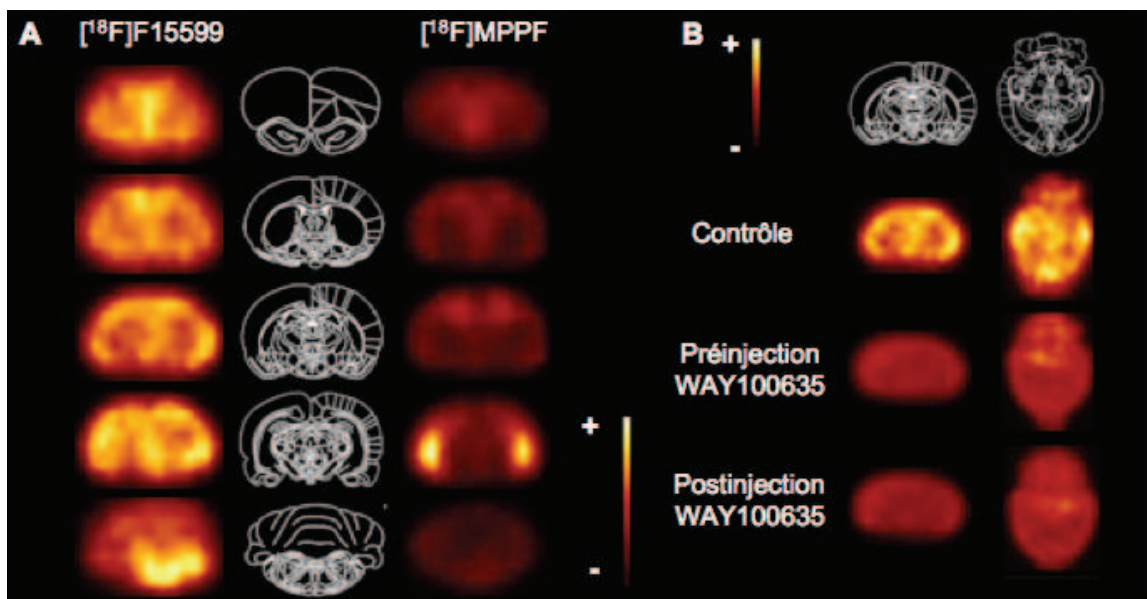 A [¹⁸F]F15599 [¹⁸F]MPPF
+
-
B
+
-
Contrôle
Préinjection
WAY100635
Postinjection
WAY100635